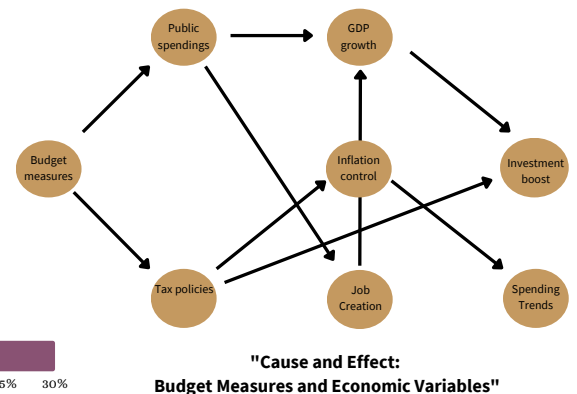 Public
spendings
GDP
growth
Budget
measures
Inflation
control
Investment
boost
Tax policies
Job
Creation
Spending
Trends
5%
30%
"Cause and Effect:
Budget Measures and Economic Variables"